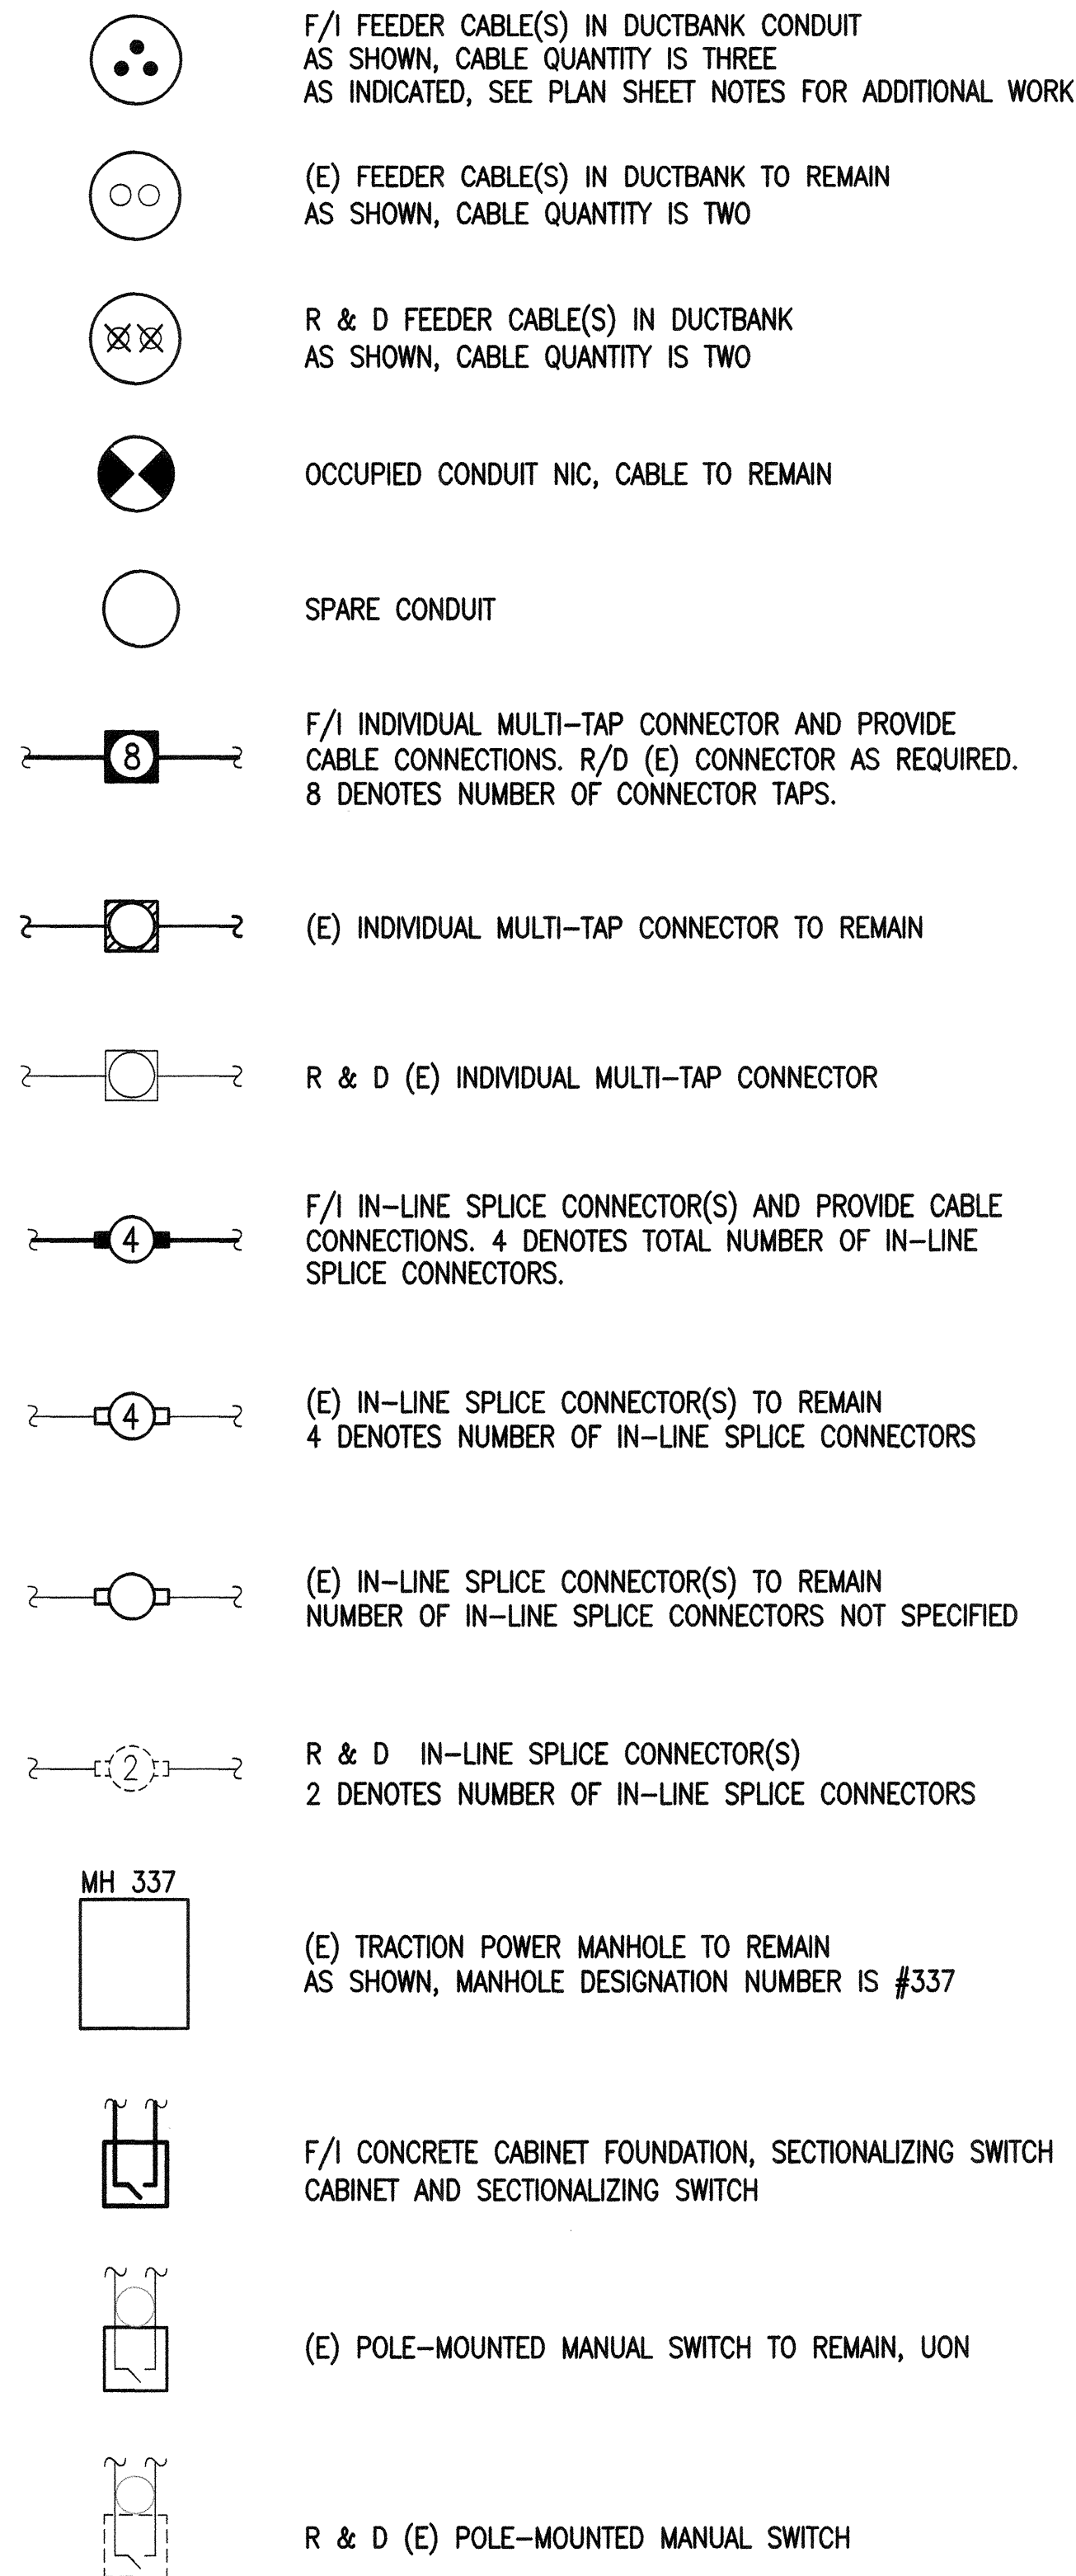 F/I FEEDER CABLE(S) IN DUCTBANK CONDUIT
AS SHOWN, CABLE QUANTITY IS THREE
AS INDICATED, SEE PLAN SHEET NOTES FOR ADDITIONAL WORK
(E) FEEDER CABLE(S) IN DUCTBANK TO REMAIN
AS SHOWN, CABLE QUANTITY IS TWO
R & D FEEDER CABLE(S) IN DUCTBANK
AS SHOWN, CABLE QUANTITY IS TWO
OCCUPIED CONDUIT NIC, CABLE TO REMAIN
SPARE CONDUIT
8
F/I INDIVIDUAL MULTI-TAP CONNECTOR AND PROVIDE
CABLE CONNECTIONS. R/D (E) CONNECTOR AS REQUIRED.
8 DENOTES NUMBER OF CONNECTOR TAPS.
(E) INDIVIDUAL MULTI-TAP CONNECTOR TO REMAIN
R & D (E) INDIVIDUAL MULTI-TAP CONNECTOR
4
F/I IN-LINE SPLICE CONNECTOR(S) AND PROVIDE CABLE
CONNECTIONS. 4 DENOTES TOTAL NUMBER OF IN-LINE
SPLICE CONNECTORS.
4
(E) IN-LINE SPLICE CONNECTOR(S) TO REMAIN
4 DENOTES NUMBER OF IN-LINE SPLICE CONNECTORS
(E) IN-LINE SPLICE CONNECTOR(S) TO REMAIN
NUMBER OF IN-LINE SPLICE CONNECTORS NOT SPECIFIED
2
R & D IN-LINE SPLICE CONNECTOR(S)
2 DENOTES NUMBER OF IN-LINE SPLICE CONNECTORS
MH 337
(E) TRACTION POWER MANHOLE TO REMAIN
AS SHOWN, MANHOLE DESIGNATION NUMBER IS #337
F/I CONCRETE CABINET FOUNDATION, SECTIONALIZING SWITCH
CABINET AND SECTIONALIZING SWITCH
(E) POLE-MOUNTED MANUAL SWITCH TO REMAIN, UON
R & D (E) POLE-MOUNTED MANUAL SWITCH